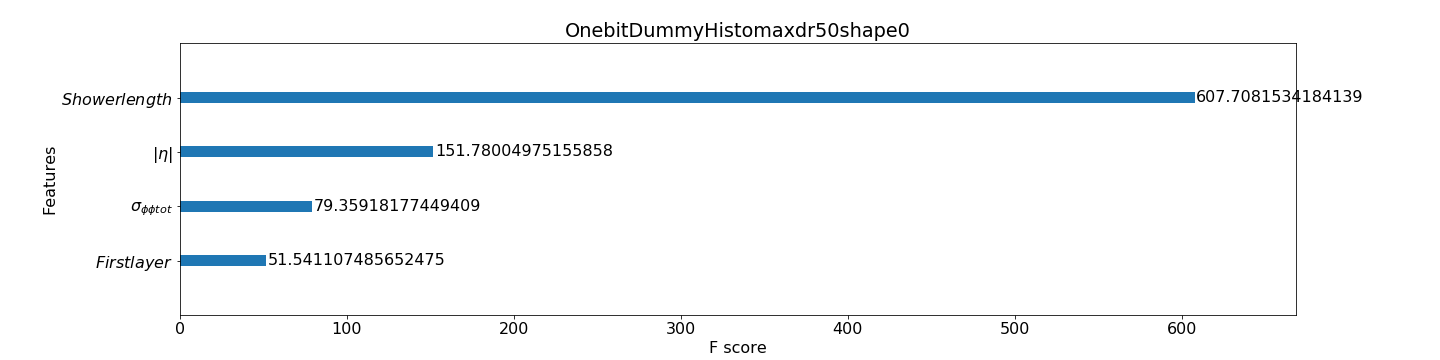 OnebitDummyHistomaxdr50shape0
Showerlength 607.7081534184139
|η| 151.78004975155858
σϕϕtot 79.35918177449409
Firstlayer 51.541107485652475
Features
0 100 200 300 400 500 600
F score